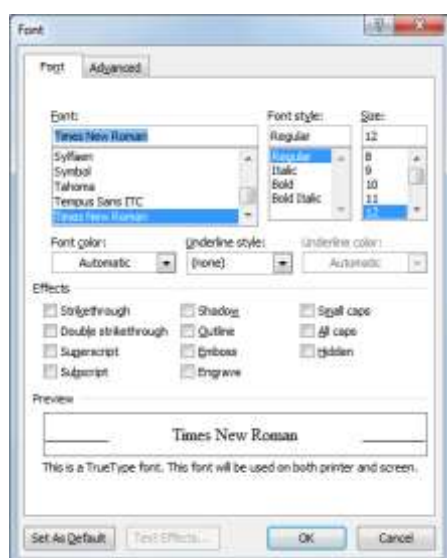 Font
Font Advanced
Font: Font style: Size:
Times New Roman Regular 12
Sylfaen Regular 8
Symbol Italic 9
Tahoma Bold 10
Tempus Sans ITC Bold Italic 11
Times New Roman 12
Font color: Underline style: Underline color:
Automatic (none) Automatic
Effects
Strikethrough Shadow Small caps
Double strikethrough Outline All caps
Superscript Emboss Hidden
Subscript Engrave
Preview
Times New Roman
This is a TrueType font. This font will be used on both printer and screen.
Set As Default Text Effects... OK Cancel